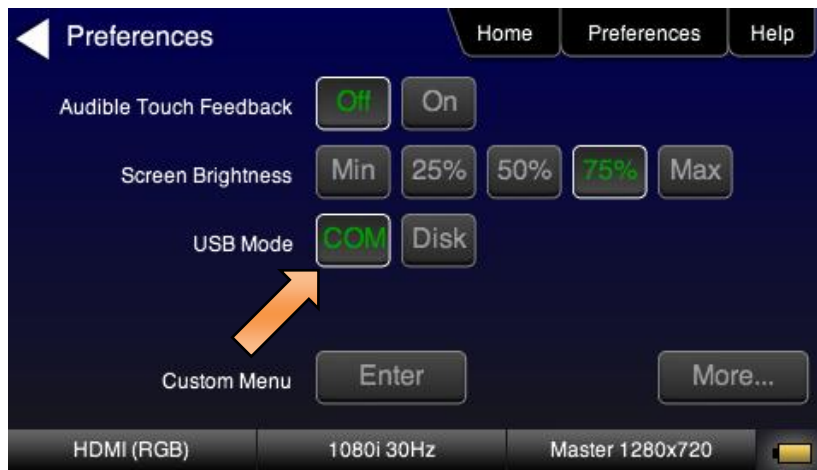 Preferences Home Preferences Help
Audible Touch Feedback Off On
Screen Brightness Min 25% 50% 75% Max
USB Mode COM Disk
Custom Menu Enter More...
HDMI (RGB) 1080i 30Hz Master 1280x720